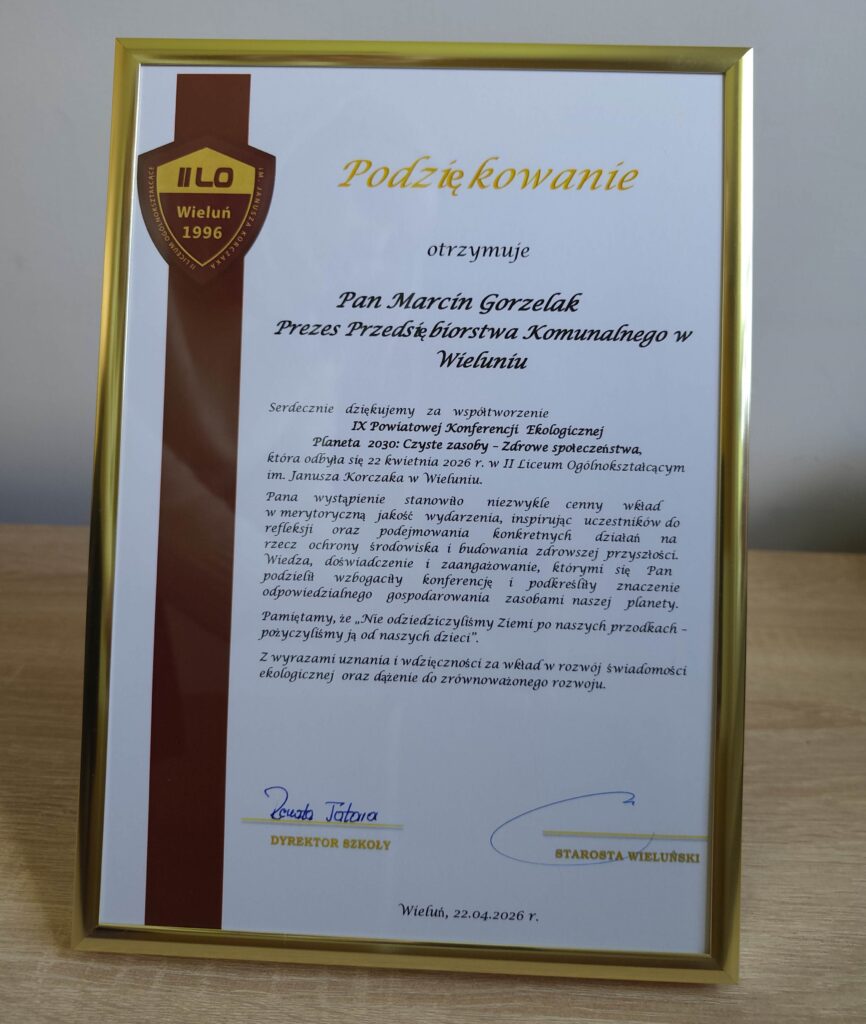 II LO
Wieluń
1996
II LICEUM OGÓLNOKSZTAŁCĄCE
IM. JANUSZA KORCZAKA
Podziękowanie
otrzymuje
Pan Marcin Gorzelak
Prezes Przedsiębiorstwa Komunalnego w
Wieluniu
Serdecznie dziękujemy za współtworzenie
IX Powiatowej Konferencji Ekologicznej
Planeta 2030: Czyste zasoby – Zdrowe społeczeństwa,
która odbyła się 22 kwietnia 2026 r. w II Liceum Ogólnokształcącym
im. Janusza Korczaka w Wieluniu.
Pana wystąpienie stanowiło niezwykle cenny wkład
w merytoryczną jakość wydarzenia, inspirując uczestników do
refleksji oraz podejmowania konkretnych działań na
rzecz ochrony środowiska i budowania zdrowszej przyszłości.
Wiedza, doświadczenie i zaangażowanie, którymi się Pan
podzielił wzbogaciły konferencję i podkreśliły znaczenie
odpowiedzialnego gospodarowania zasobami naszej planety.
Pamiętamy, że „Nie odziedziczyliśmy Ziemi po naszych przodkach –
pożyczyliśmy ją od naszych dzieci”.
Z wyrazami uznania i wdzięczności za wkład w rozwój świadomości
ekologicznej oraz dążenie do zrównoważonego rozwoju.
Renata Tatara
DYREKTOR SZKOŁY
STAROSTA WIELUŃSKI
Wieluń, 22.04.2026 r.